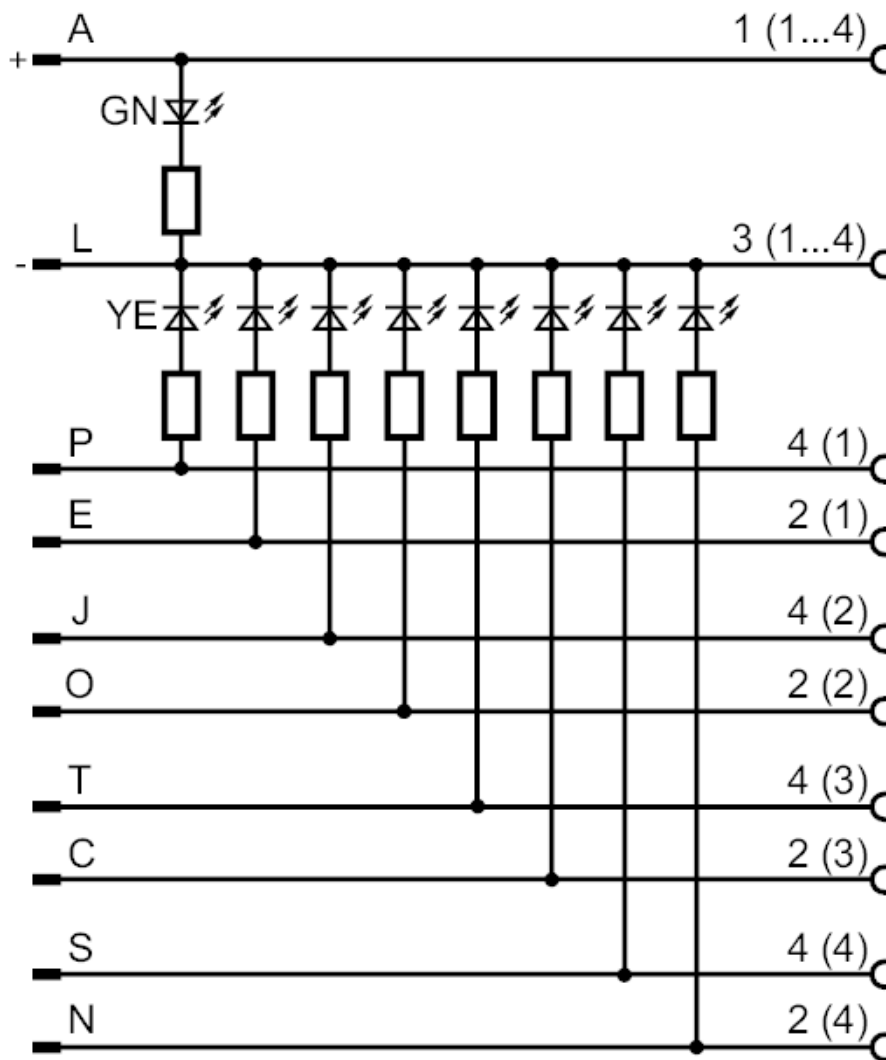 A 1 (1...4)
+
GN
L 3 (1...4)
-
YE
P 4 (1)
E 2 (1)
J 4 (2)
O 2 (2)
T 4 (3)
C 2 (3)
S 4 (4)
N 2 (4)